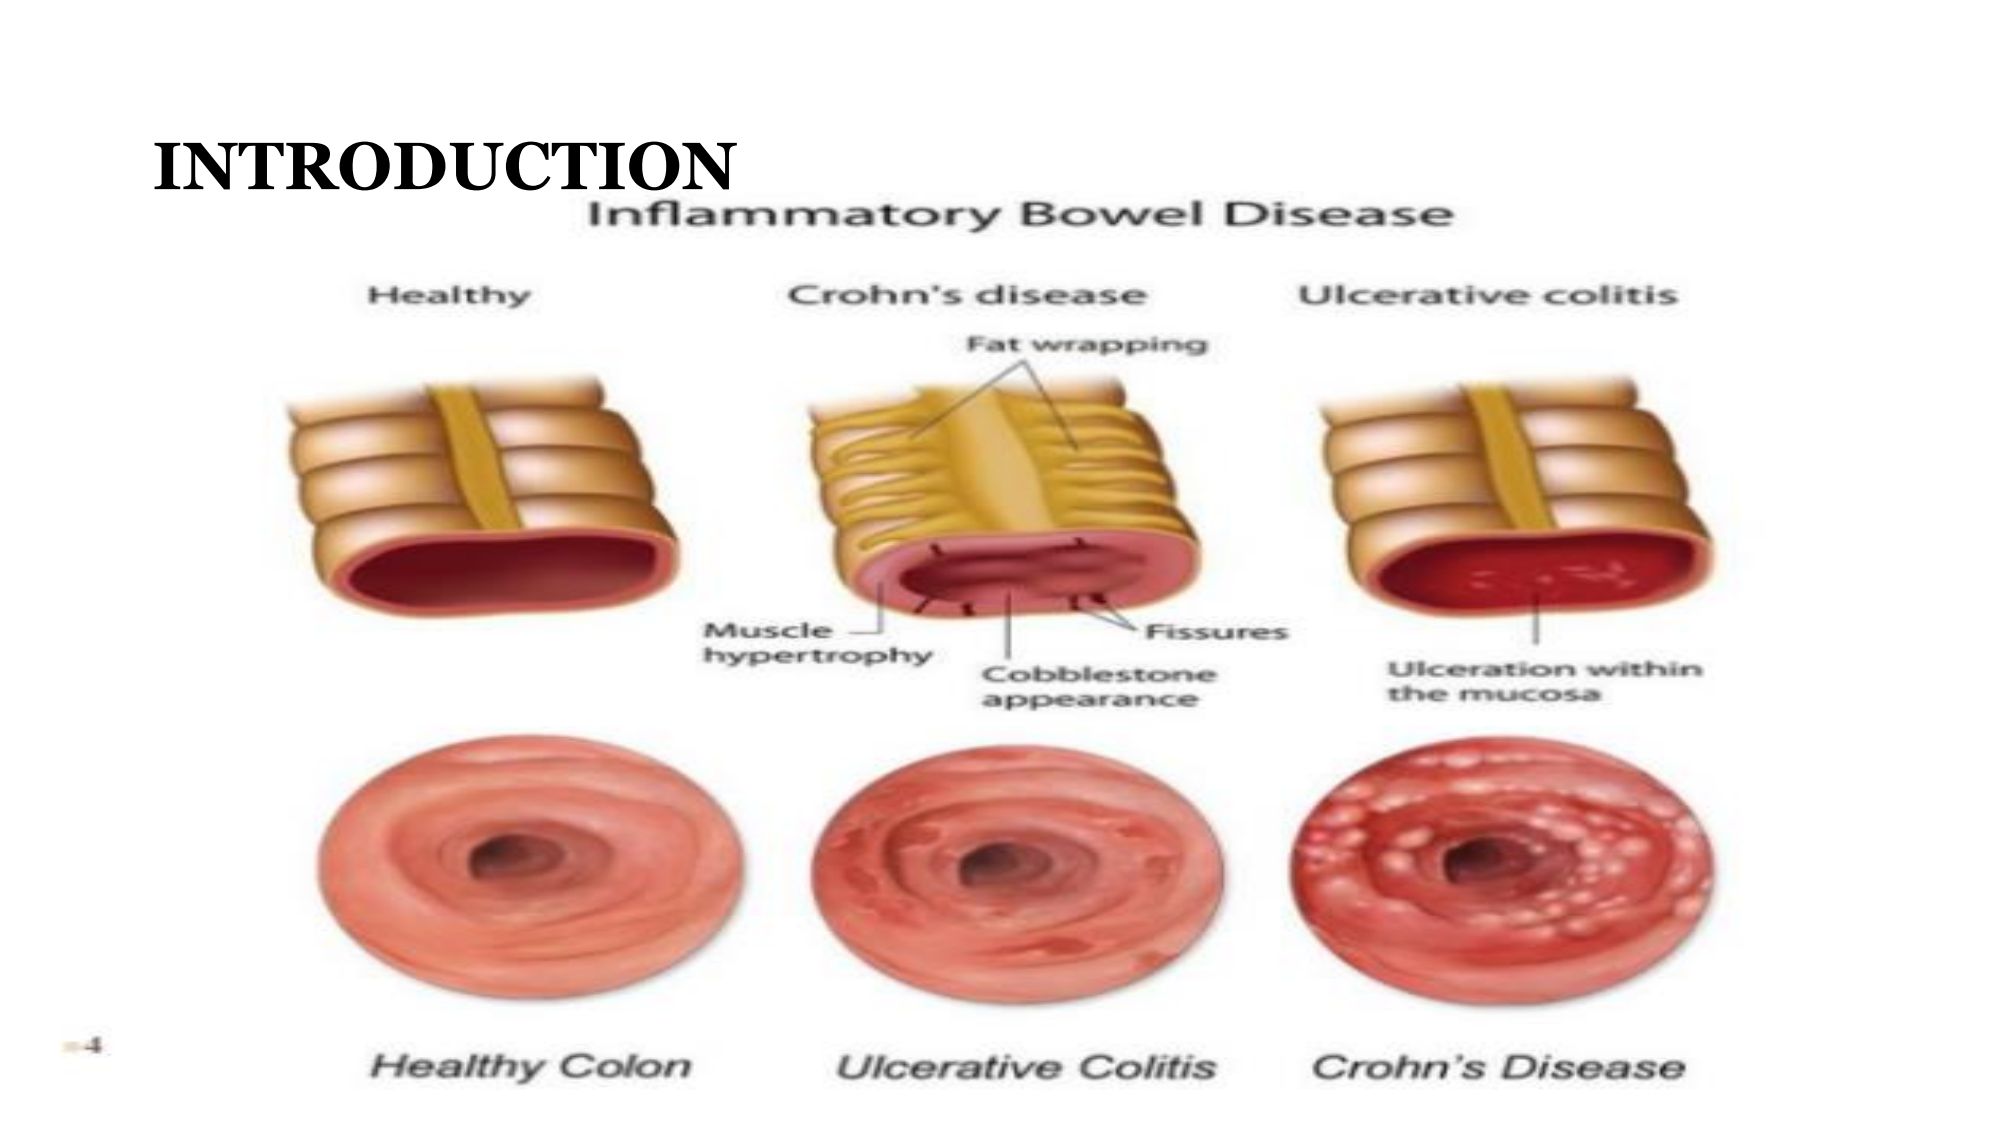 INTRODUCTION
Inflammatory Bowel Disease
Healthy
Crohn's disease
Ulcerative colitis
Fat wrapping
Muscle
hypertrophy
Cobblestone
appearance
Fissures
Ulceration within
the mucosa
4
Healthy Colon
Ulcerative Colitis
Crohn's Disease